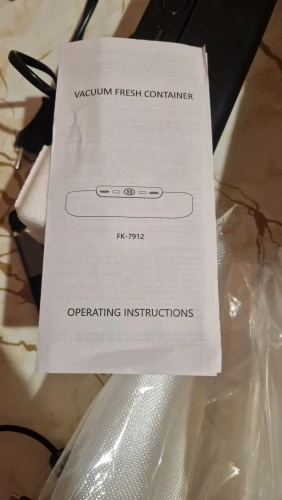 VACUUM FRESH CONTAINER
FK-7912
OPERATING INSTRUCTIONS